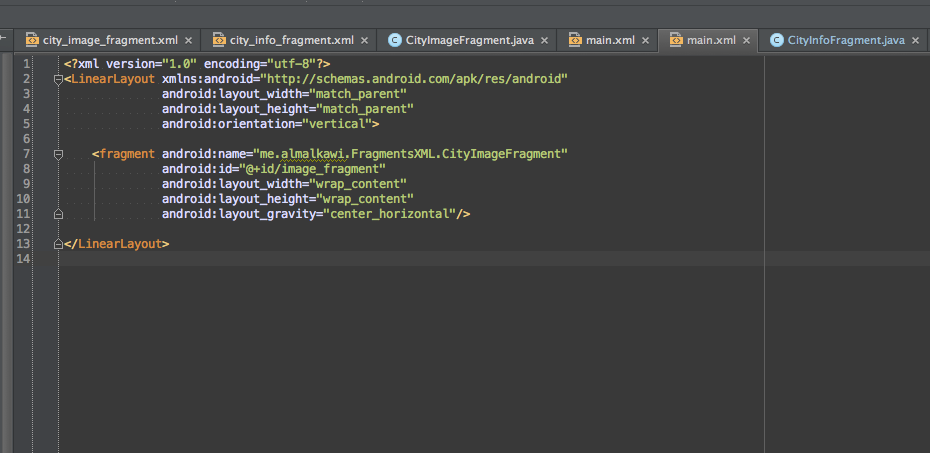 city_image_fragment.xml × city_info_fragment.xml × CityImageFragment.java × main.xml × main.xml × CityInfoFragment.java ×
1 <?xml version="1.0" encoding="utf-8"?>
2 <LinearLayout xmlns:android="http://schemas.android.com/apk/res/android"
3 android:layout_width="match_parent"
4 android:layout_height="match_parent"
5 android:orientation="vertical">
6
7 <fragment android:name="me.almalkawi.FragmentsXML.CityImageFragment"
8 android:id="@+id/image_fragment"
9 android:layout_width="wrap_content"
10 android:layout_height="wrap_content"
11 android:layout_gravity="center_horizontal"/>
12
13 </LinearLayout>
14